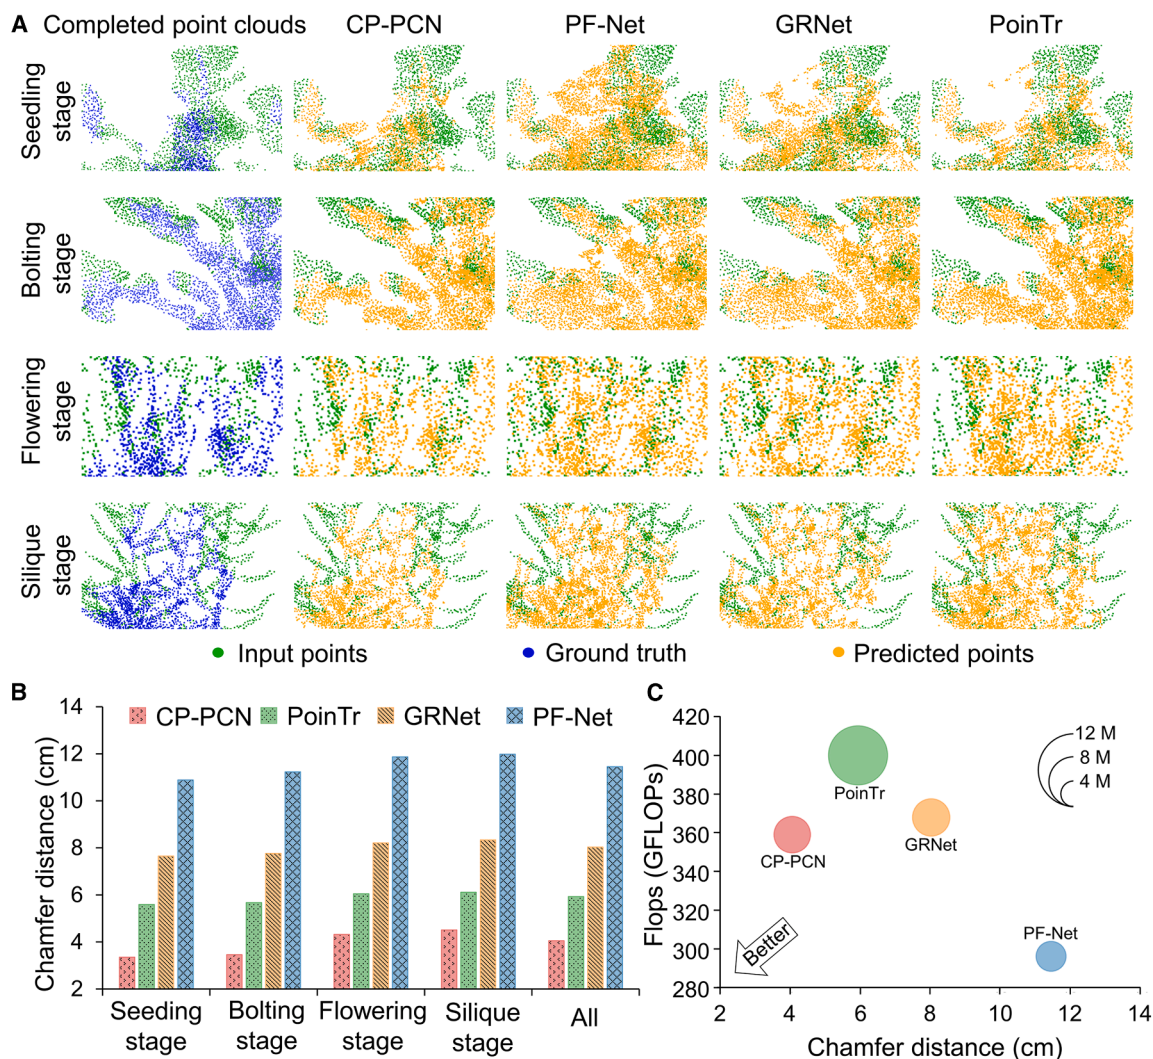 A
Completed point clouds
CP-PCN
PF-Net
GRNet
PoinTr
Seeding
stage
Bolting
stage
Flowering
stage
Silique
stage
Input points
Ground truth
Predicted points
B
Chamfer distance (cm)
14
12
10
8
6
4
2
CP-PCN
PoinTr
GRNet
PF-Net
Seeding
stage
Bolting
stage
Flowering
stage
Silique
stage
All
C
Flops (GFLOPs)
420
400
380
360
340
320
300
280
12 M
8 M
4 M
PoinTr
CP-PCN
GRNet
PF-Net
Better
2
4
6
8
10
12
14
Chamfer distance (cm)